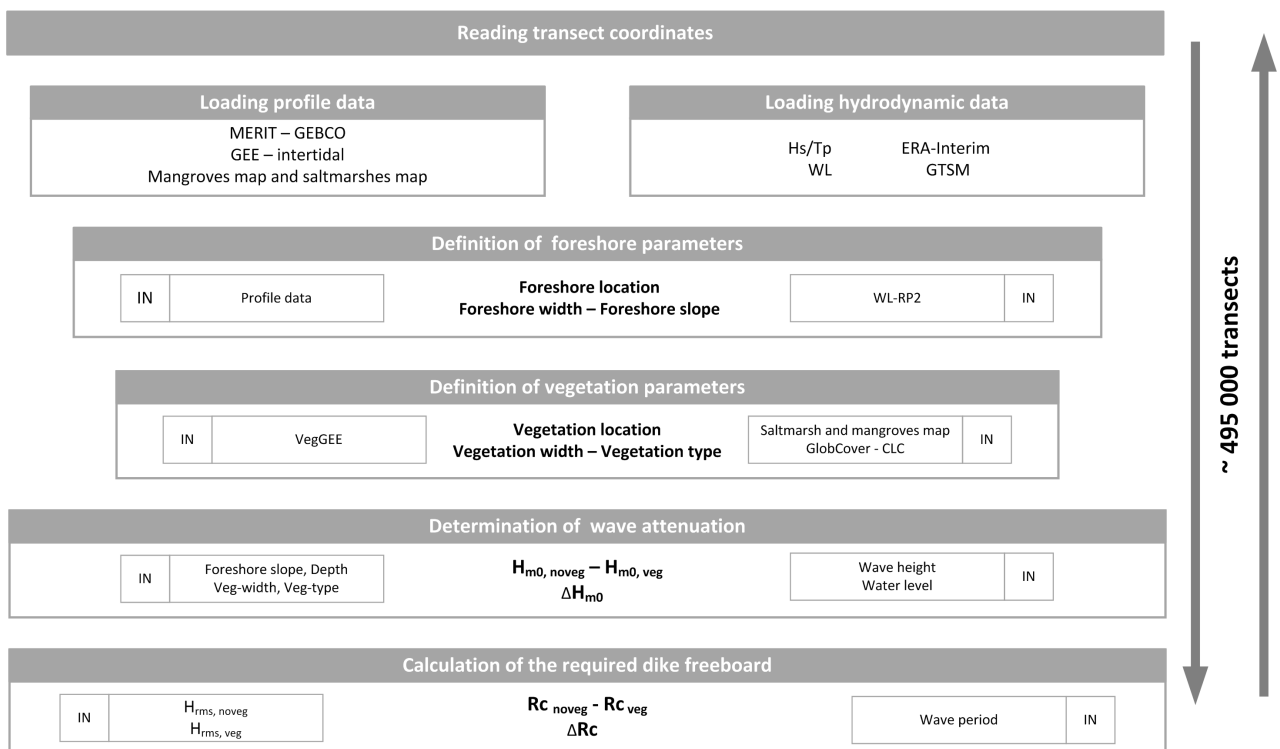 Reading transect coordinates
Loading profile data
MERIT – GEBCO
GEE – intertidal
Mangroves map and saltmarshes map
Loading hydrodynamic data
Hs/Tp ERA-Interim
WL GTSM
Definition of foreshore parameters
IN
Profile data
Foreshore location
Foreshore width – Foreshore slope
WL-RP2
IN
Definition of vegetation parameters
IN
VegGEE
Vegetation location
Vegetation width – Vegetation type
Saltmarsh and mangroves map
GlobCover - CLC
IN
Determination of wave attenuation
IN
Foreshore slope, Depth
Veg-width, Veg-type
Hm0, noveg – Hm0, veg
ΔHm0
Wave height
Water level
IN
Calculation of the required dike freeboard
IN
Hrms, noveg
Hrms, veg
Rc noveg - Rc veg
ΔRc
Wave period
IN
~ 495 000 transects